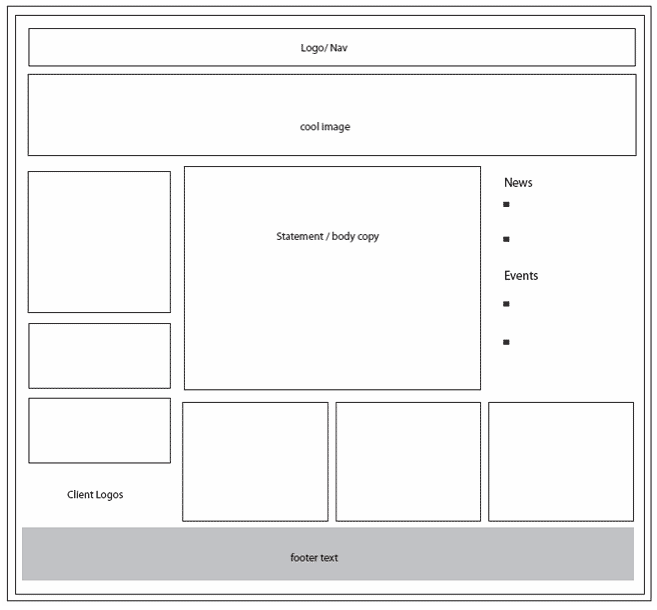 Logo/ Nav
cool image
Statement / body copy
News
Events
Client Logos
footer text